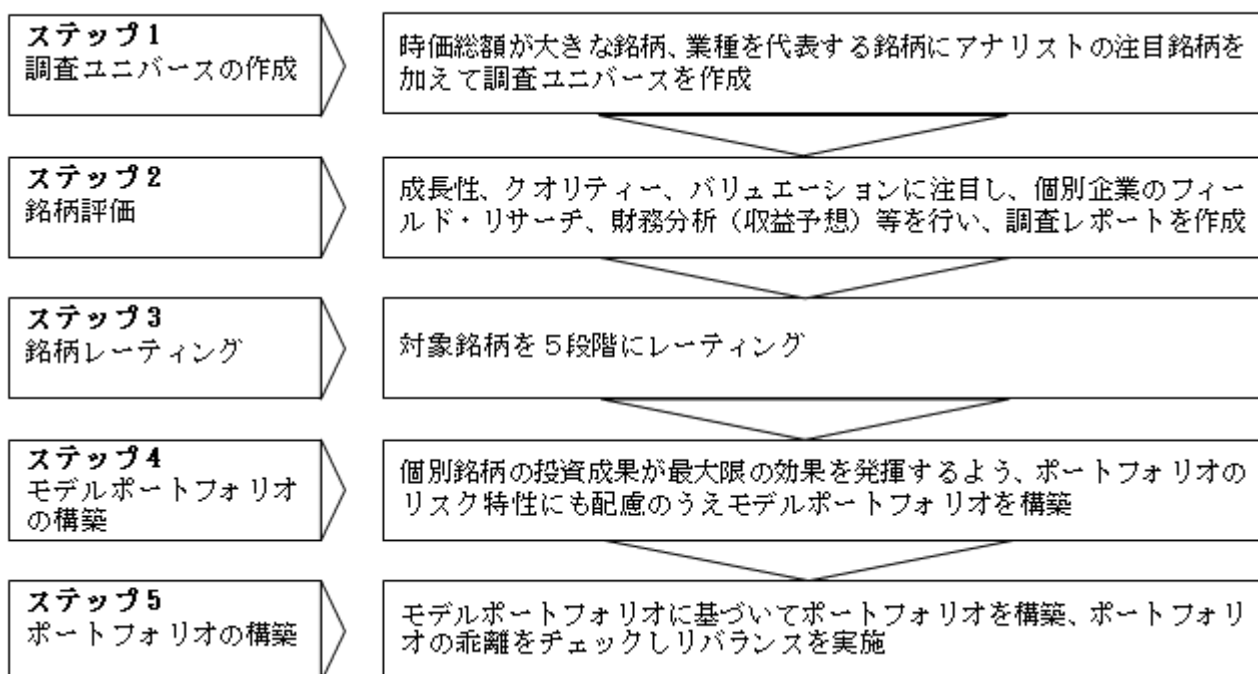 ステップ1
調査ユニバースの作成
時価総額が大きな銘柄、業種を代表する銘柄にアナリストの注目銘柄を
加えて調査ユニバースを作成
ステップ2
銘柄評価
成長性、クオリティー、バリュエーションに注目し、個別企業のフィー
ルド・リサーチ、財務分析（収益予想）等を行い、調査レポートを作成
ステップ3
銘柄レーティング
対象銘柄を５段階にレーティング
ステップ4
モデルポートフォリオ
の構築
個別銘柄の投資成果が最大限の効果を発揮するよう、ポートフォリオの
リスク特性にも配慮のうえモデルポートフォリオを構築
ステップ5
ポートフォリオの構築
モデルポートフォリオに基づいてポートフォリオを構築、ポートフォリ
オの乖離をチェックしリバランスを実施